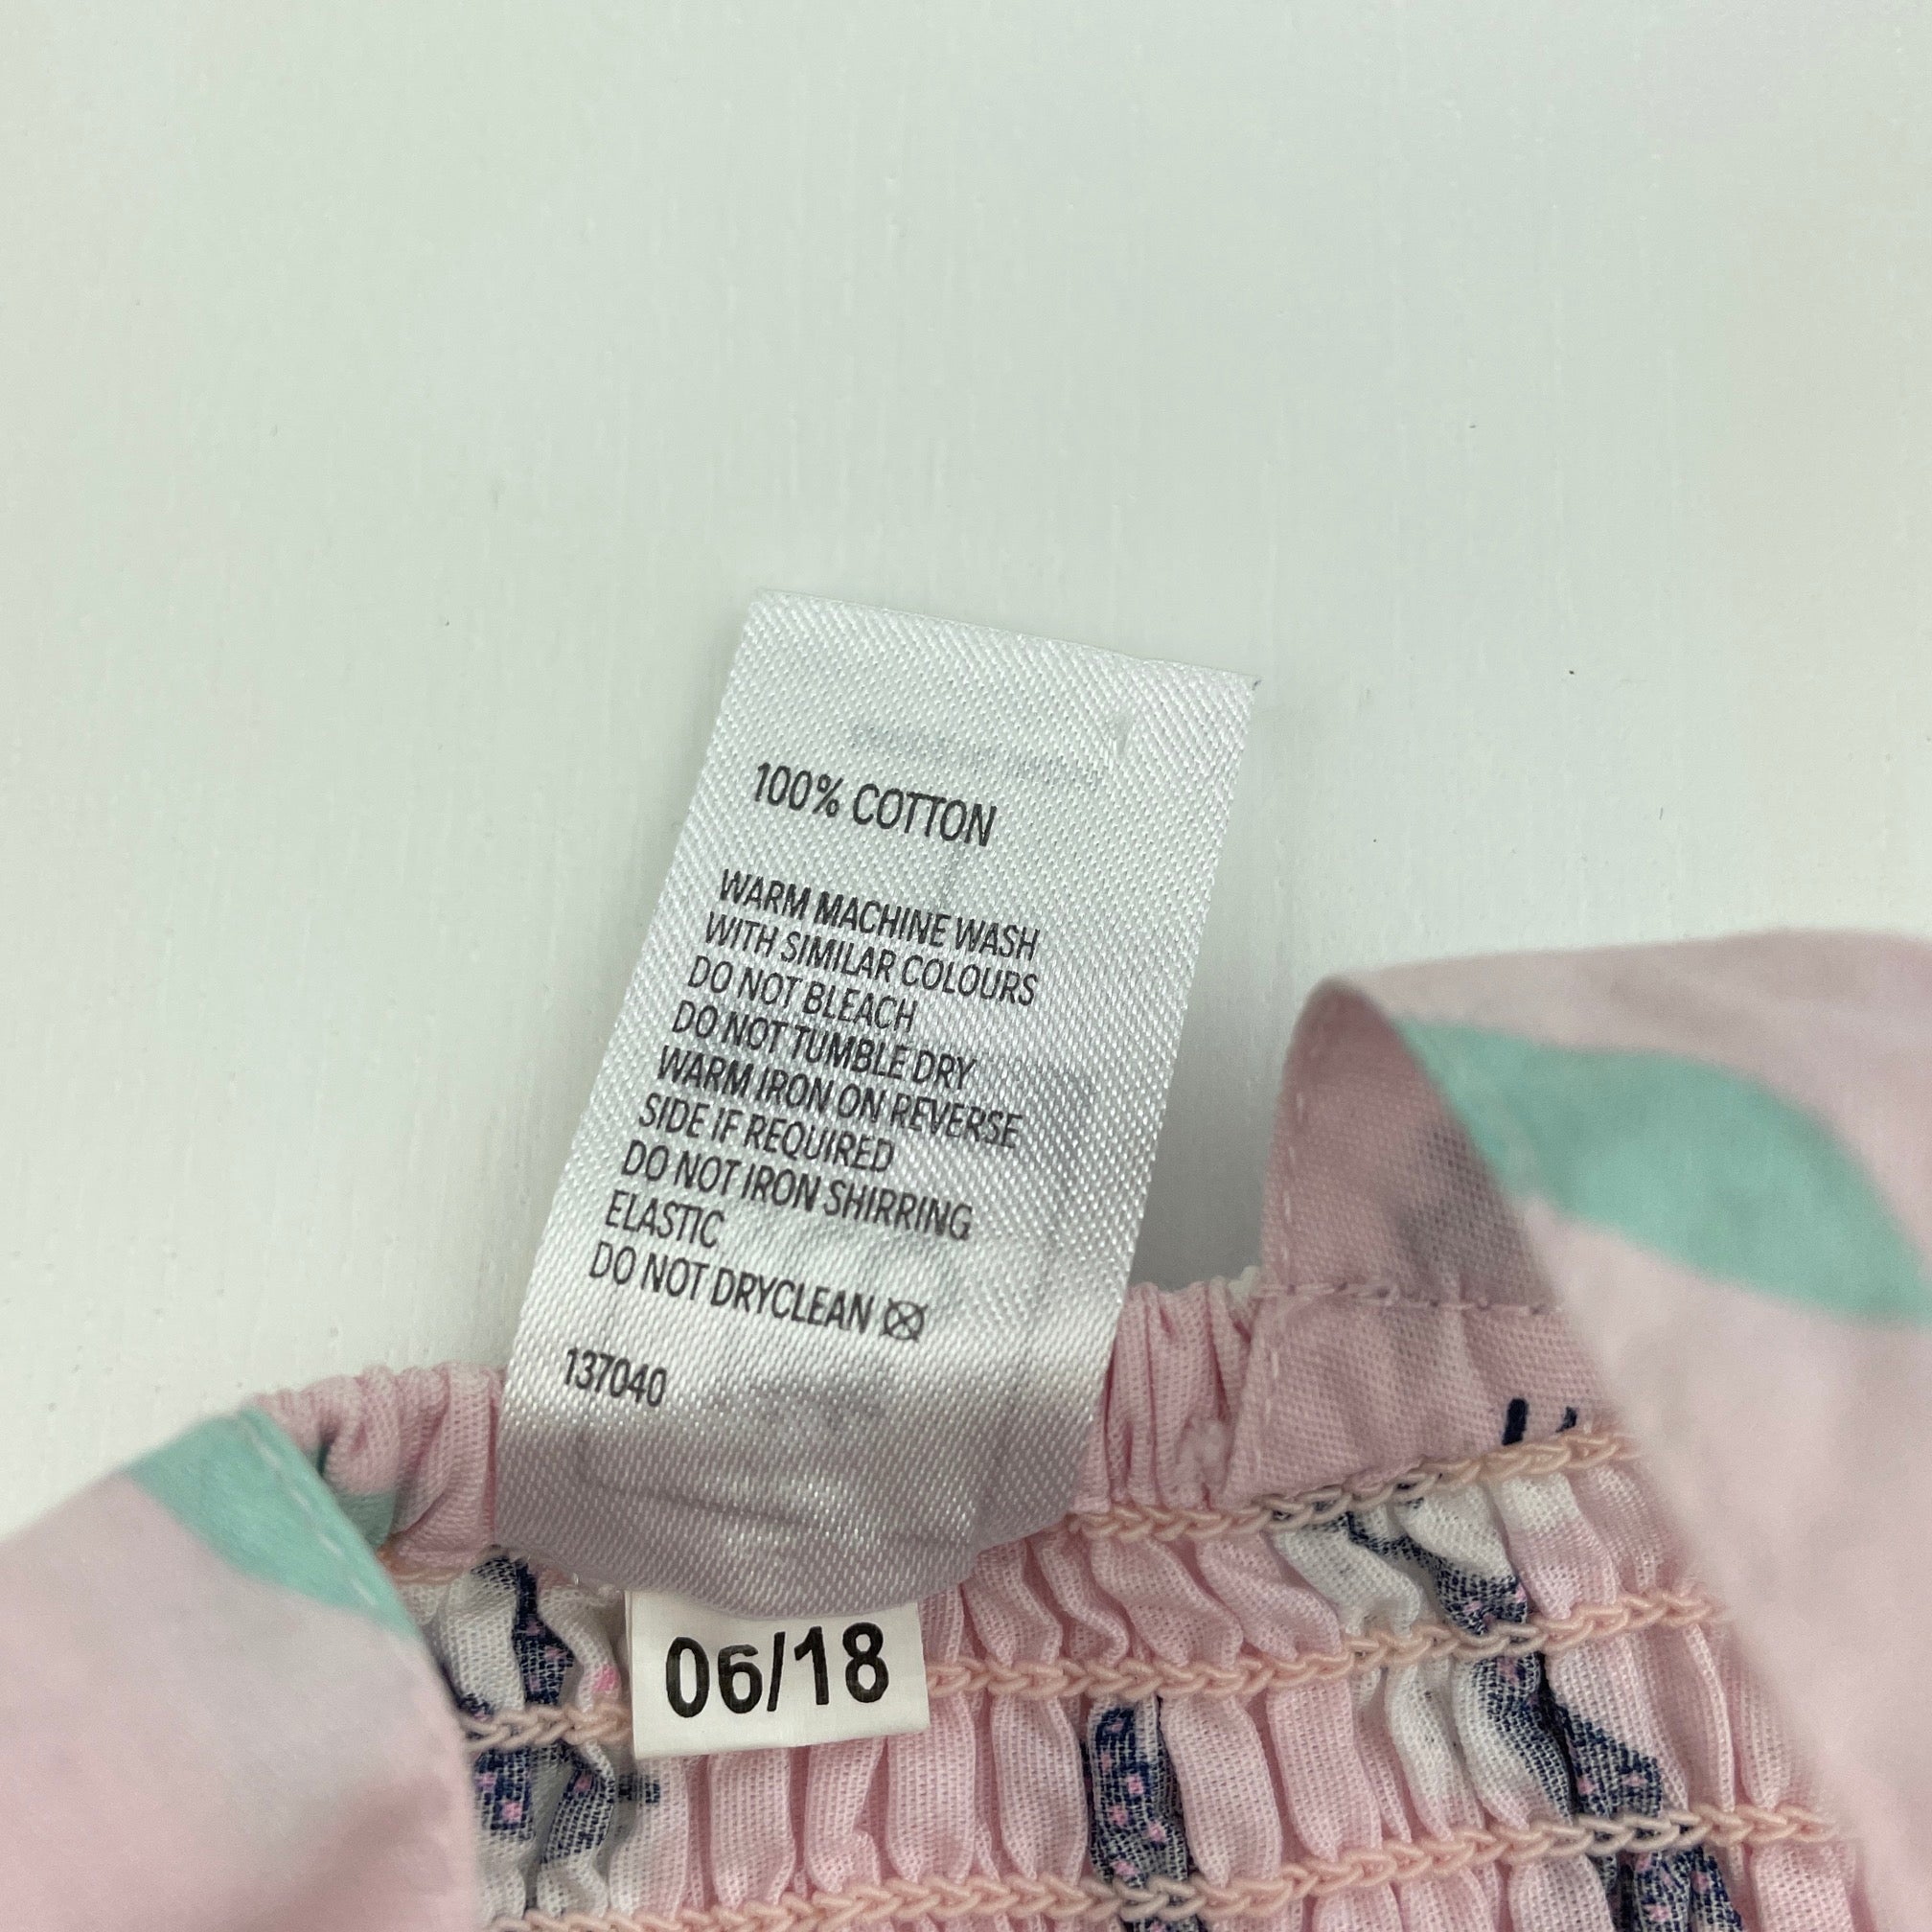 100% COTTON
WARM MACHINE WASH
WITH SIMILAR COLOURS
DO NOT BLEACH
DO NOT TUMBLE DRY
WARM IRON ON REVERSE
SIDE IF REQUIRED
DO NOT IRON SHIRRING
ELASTIC
DO NOT DRYCLEAN
137040
06/18